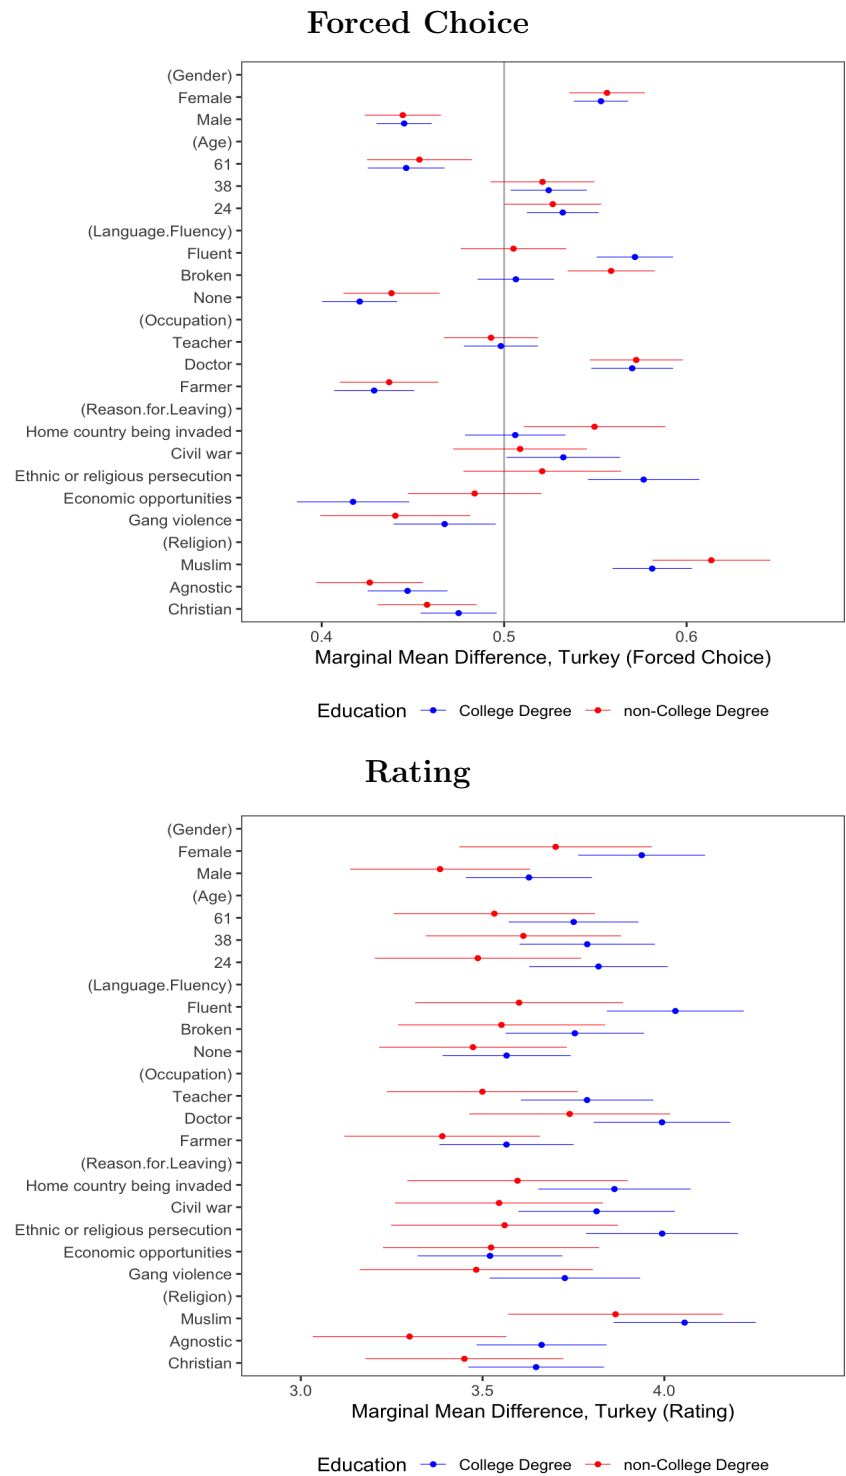 Forced Choice
(Gender)
Female
Male
(Age)
61
38
24
(Language.Fluency)
Fluent
Broken
None
(Occupation)
Teacher
Doctor
Farmer
(Reason.for.Leaving)
Home country being invaded
Civil war
Ethnic or religious persecution
Economic opportunities
Gang violence
(Religion)
Muslim
Agnostic
Christian
0.4 0.5 0.6
Marginal Mean Difference, Turkey (Forced Choice)
Education College Degree non-College Degree
Rating
(Gender)
Female
Male
(Age)
61
38
24
(Language.Fluency)
Fluent
Broken
None
(Occupation)
Teacher
Doctor
Farmer
(Reason.for.Leaving)
Home country being invaded
Civil war
Ethnic or religious persecution
Economic opportunities
Gang violence
(Religion)
Muslim
Agnostic
Christian
3.0 3.5 4.0
Marginal Mean Difference, Turkey (Rating)
Education College Degree non-College Degree